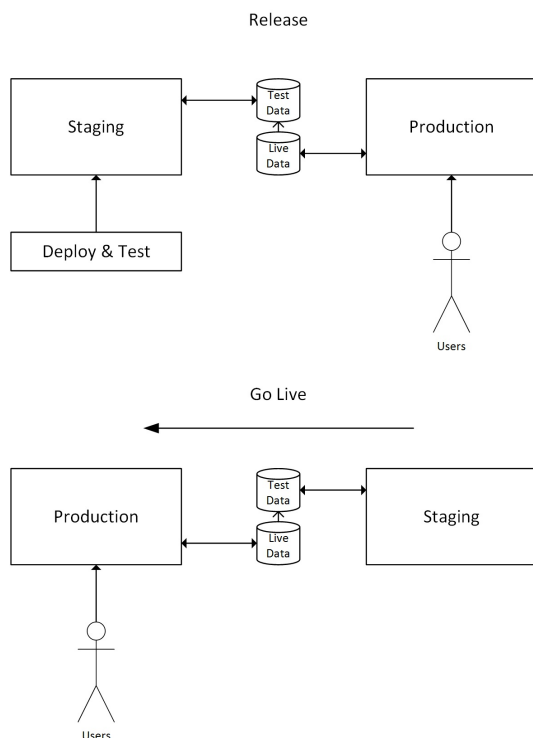 Release
Staging
Test
Data
Live
Data
Production
Deploy & Test
Users
Go Live
Production
Test
Data
Live
Data
Staging
Users